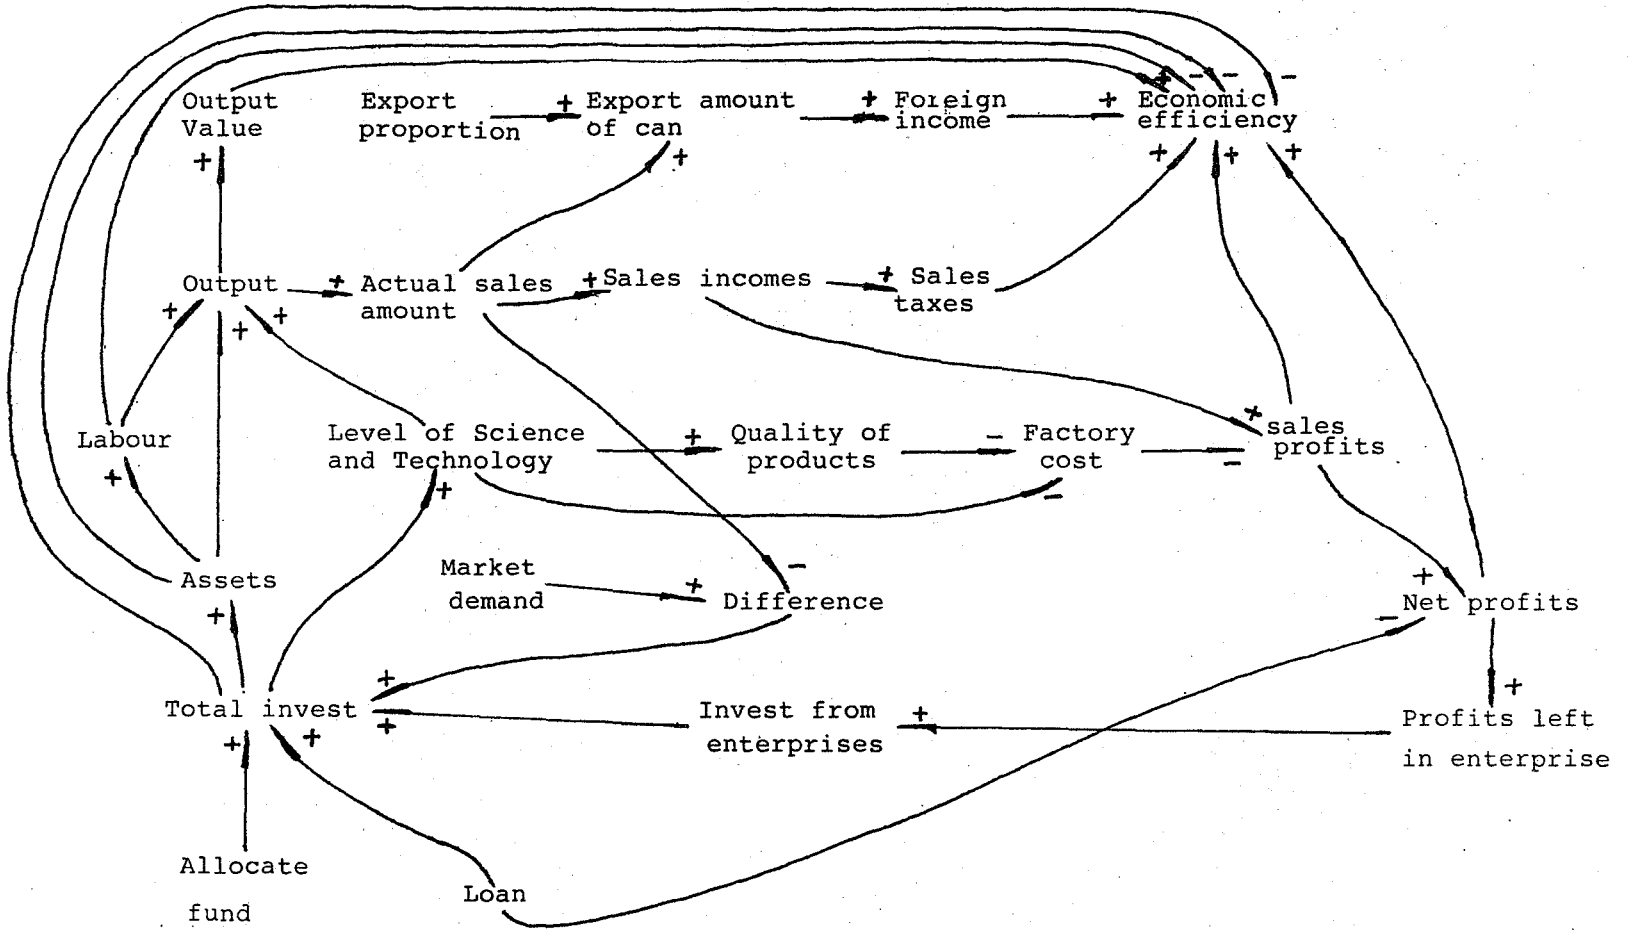 + - - -
Output
Value
Export
proportion
+ Export amount
of can
+ Foreign
income
+ Economic
efficiency
+
+
+
+
+
Output
+ Actual sales
amount
+ Sales incomes
+ Sales
taxes
+
+
+
Labour
+
Level of Science
and Technology
+
+ Quality of
products
- Factory
cost
-
+ sales
profits
-
Assets
+
Market
demand
+ Difference
-
+ Net profits
-
Total invest
+
+
+
+
Invest from
enterprises
+
+
Profits left
in enterprise
Allocate
fund
Loan